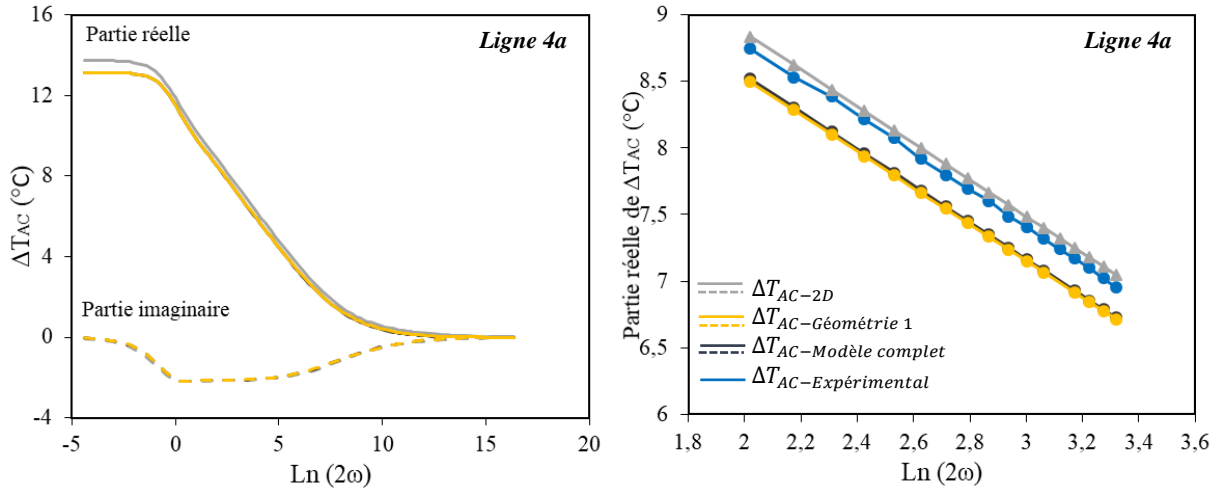 16
12
8
4
0
-4
ΔTAC (°C)
Partie réelle
Ligne 4a
Partie imaginaire
-5 0 5 10 15 20
Ln (2ω)
9
8,5
8
7,5
7
6,5
6
Partie réelle de ΔTAC (°C)
Ligne 4a
ΔTAC−2D
ΔTAC−Géométrie 1
ΔTAC−Modèle complet
ΔTAC−Expérimental
1,8 2 2,2 2,4 2,6 2,8 3 3,2 3,4 3,6
Ln (2ω)